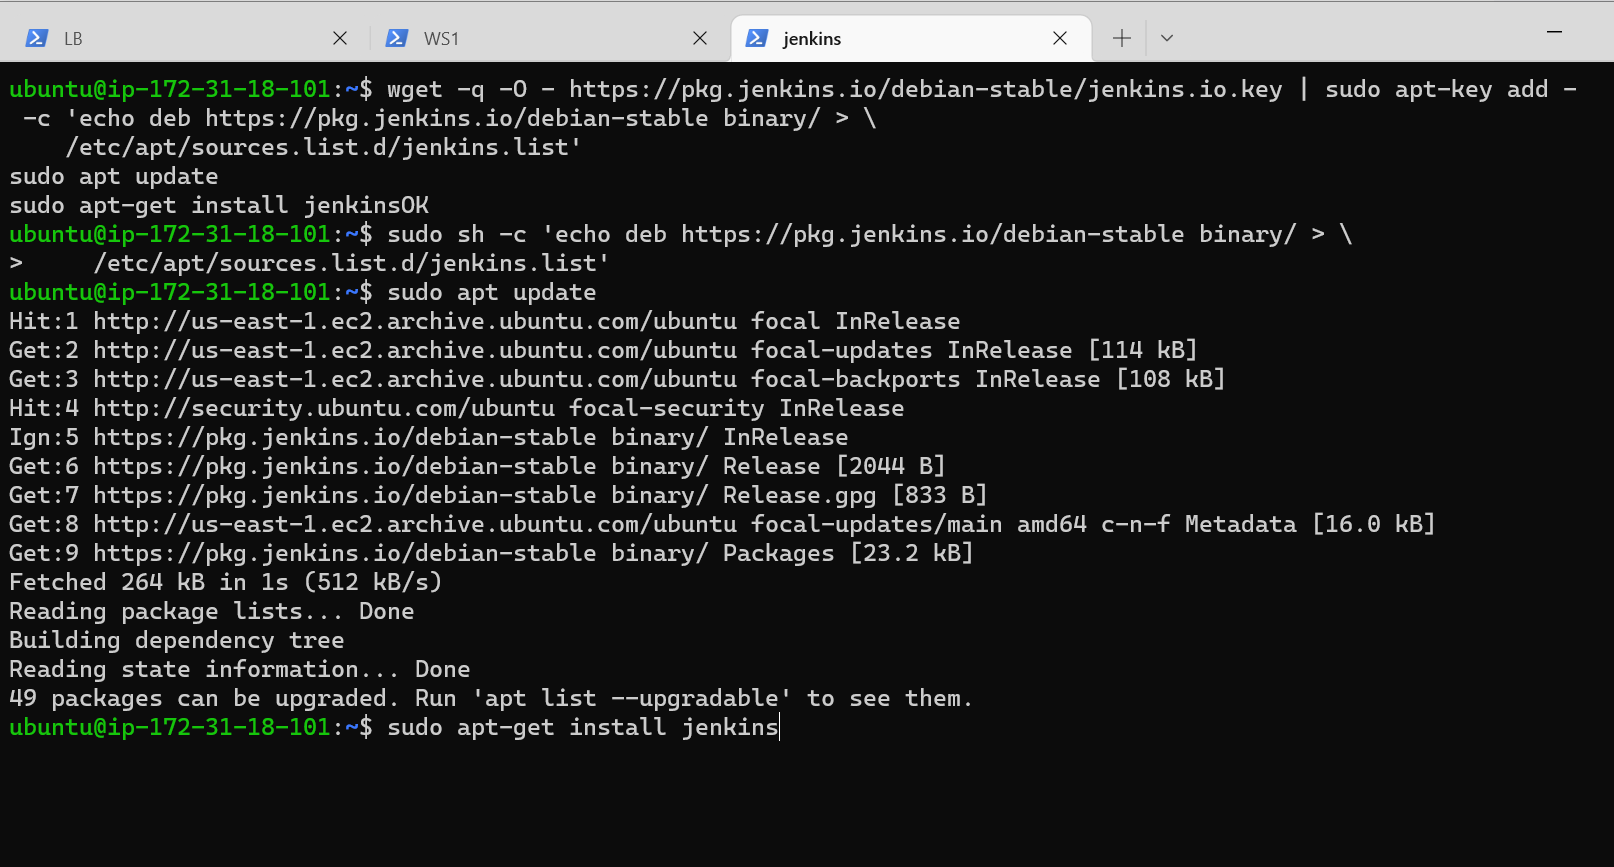 LB
WS1
jenkins
ubuntu@ip-172-31-18-101:~$ wget -q -O - https://pkg.jenkins.io/debian-stable/jenkins.io.key | sudo apt-key add -
 -c 'echo deb https://pkg.jenkins.io/debian-stable binary/ > \
    /etc/apt/sources.list.d/jenkins.list'
sudo apt update
sudo apt-get install jenkinsOK
ubuntu@ip-172-31-18-101:~$ sudo sh -c 'echo deb https://pkg.jenkins.io/debian-stable binary/ > \
>     /etc/apt/sources.list.d/jenkins.list'
ubuntu@ip-172-31-18-101:~$ sudo apt update
Hit:1 http://us-east-1.ec2.archive.ubuntu.com/ubuntu focal InRelease
Get:2 http://us-east-1.ec2.archive.ubuntu.com/ubuntu focal-updates InRelease [114 kB]
Get:3 http://us-east-1.ec2.archive.ubuntu.com/ubuntu focal-backports InRelease [108 kB]
Hit:4 http://security.ubuntu.com/ubuntu focal-security InRelease
Ign:5 https://pkg.jenkins.io/debian-stable binary/ InRelease
Get:6 https://pkg.jenkins.io/debian-stable binary/ Release [2044 B]
Get:7 https://pkg.jenkins.io/debian-stable binary/ Release.gpg [833 B]
Get:8 http://us-east-1.ec2.archive.ubuntu.com/ubuntu focal-updates/main amd64 c-n-f Metadata [16.0 kB]
Get:9 https://pkg.jenkins.io/debian-stable binary/ Packages [23.2 kB]
Fetched 264 kB in 1s (512 kB/s)
Reading package lists... Done
Building dependency tree
Reading state information... Done
49 packages can be upgraded. Run 'apt list --upgradable' to see them.
ubuntu@ip-172-31-18-101:~$ sudo apt-get install jenkins